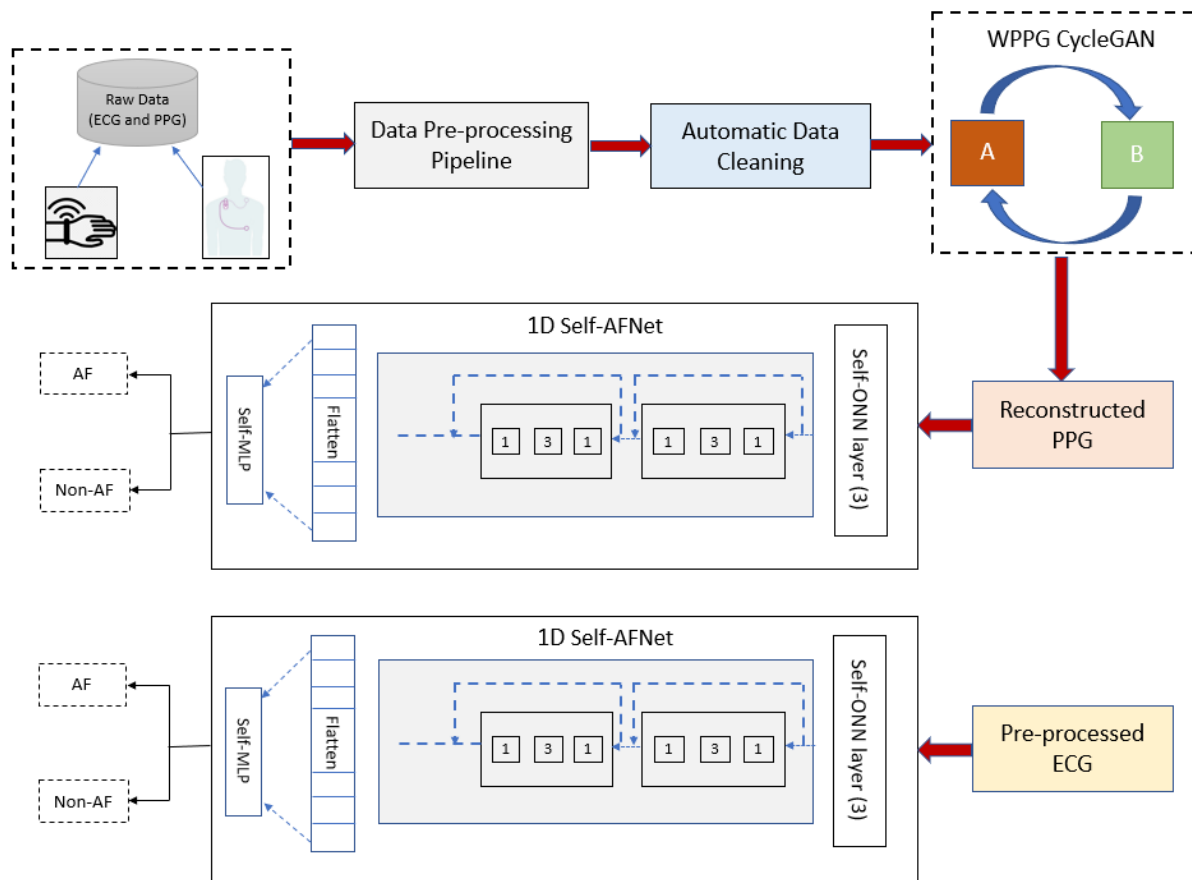 WPPG CycleGAN
Raw Data
(ECG and PPG)
Data Pre-processing
Pipeline
Automatic Data
Cleaning
A
B
1D Self-AFNet
AF
Non-AF
Self-MLP
Flatten
1 3 1
1 3 1
Self-ONN layer (3)
Reconstructed
PPG
1D Self-AFNet
AF
Non-AF
Self-MLP
Flatten
1 3 1
1 3 1
Self-ONN layer (3)
Pre-processed
ECG